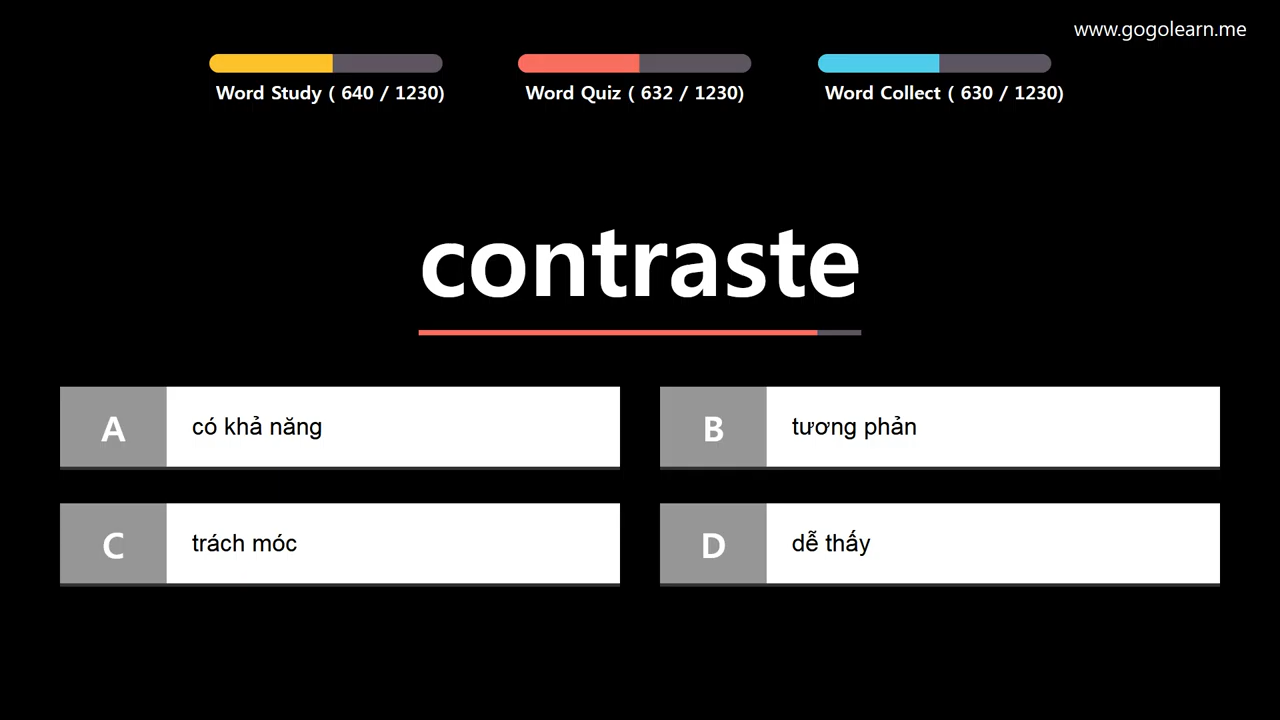 www.gogolearn.me
Word Study ( 640 / 1230)
Word Quiz ( 632 / 1230)
Word Collect ( 630 / 1230)
contraste
A
có khả năng
B
tương phản
C
trách móc
D
dễ thấy